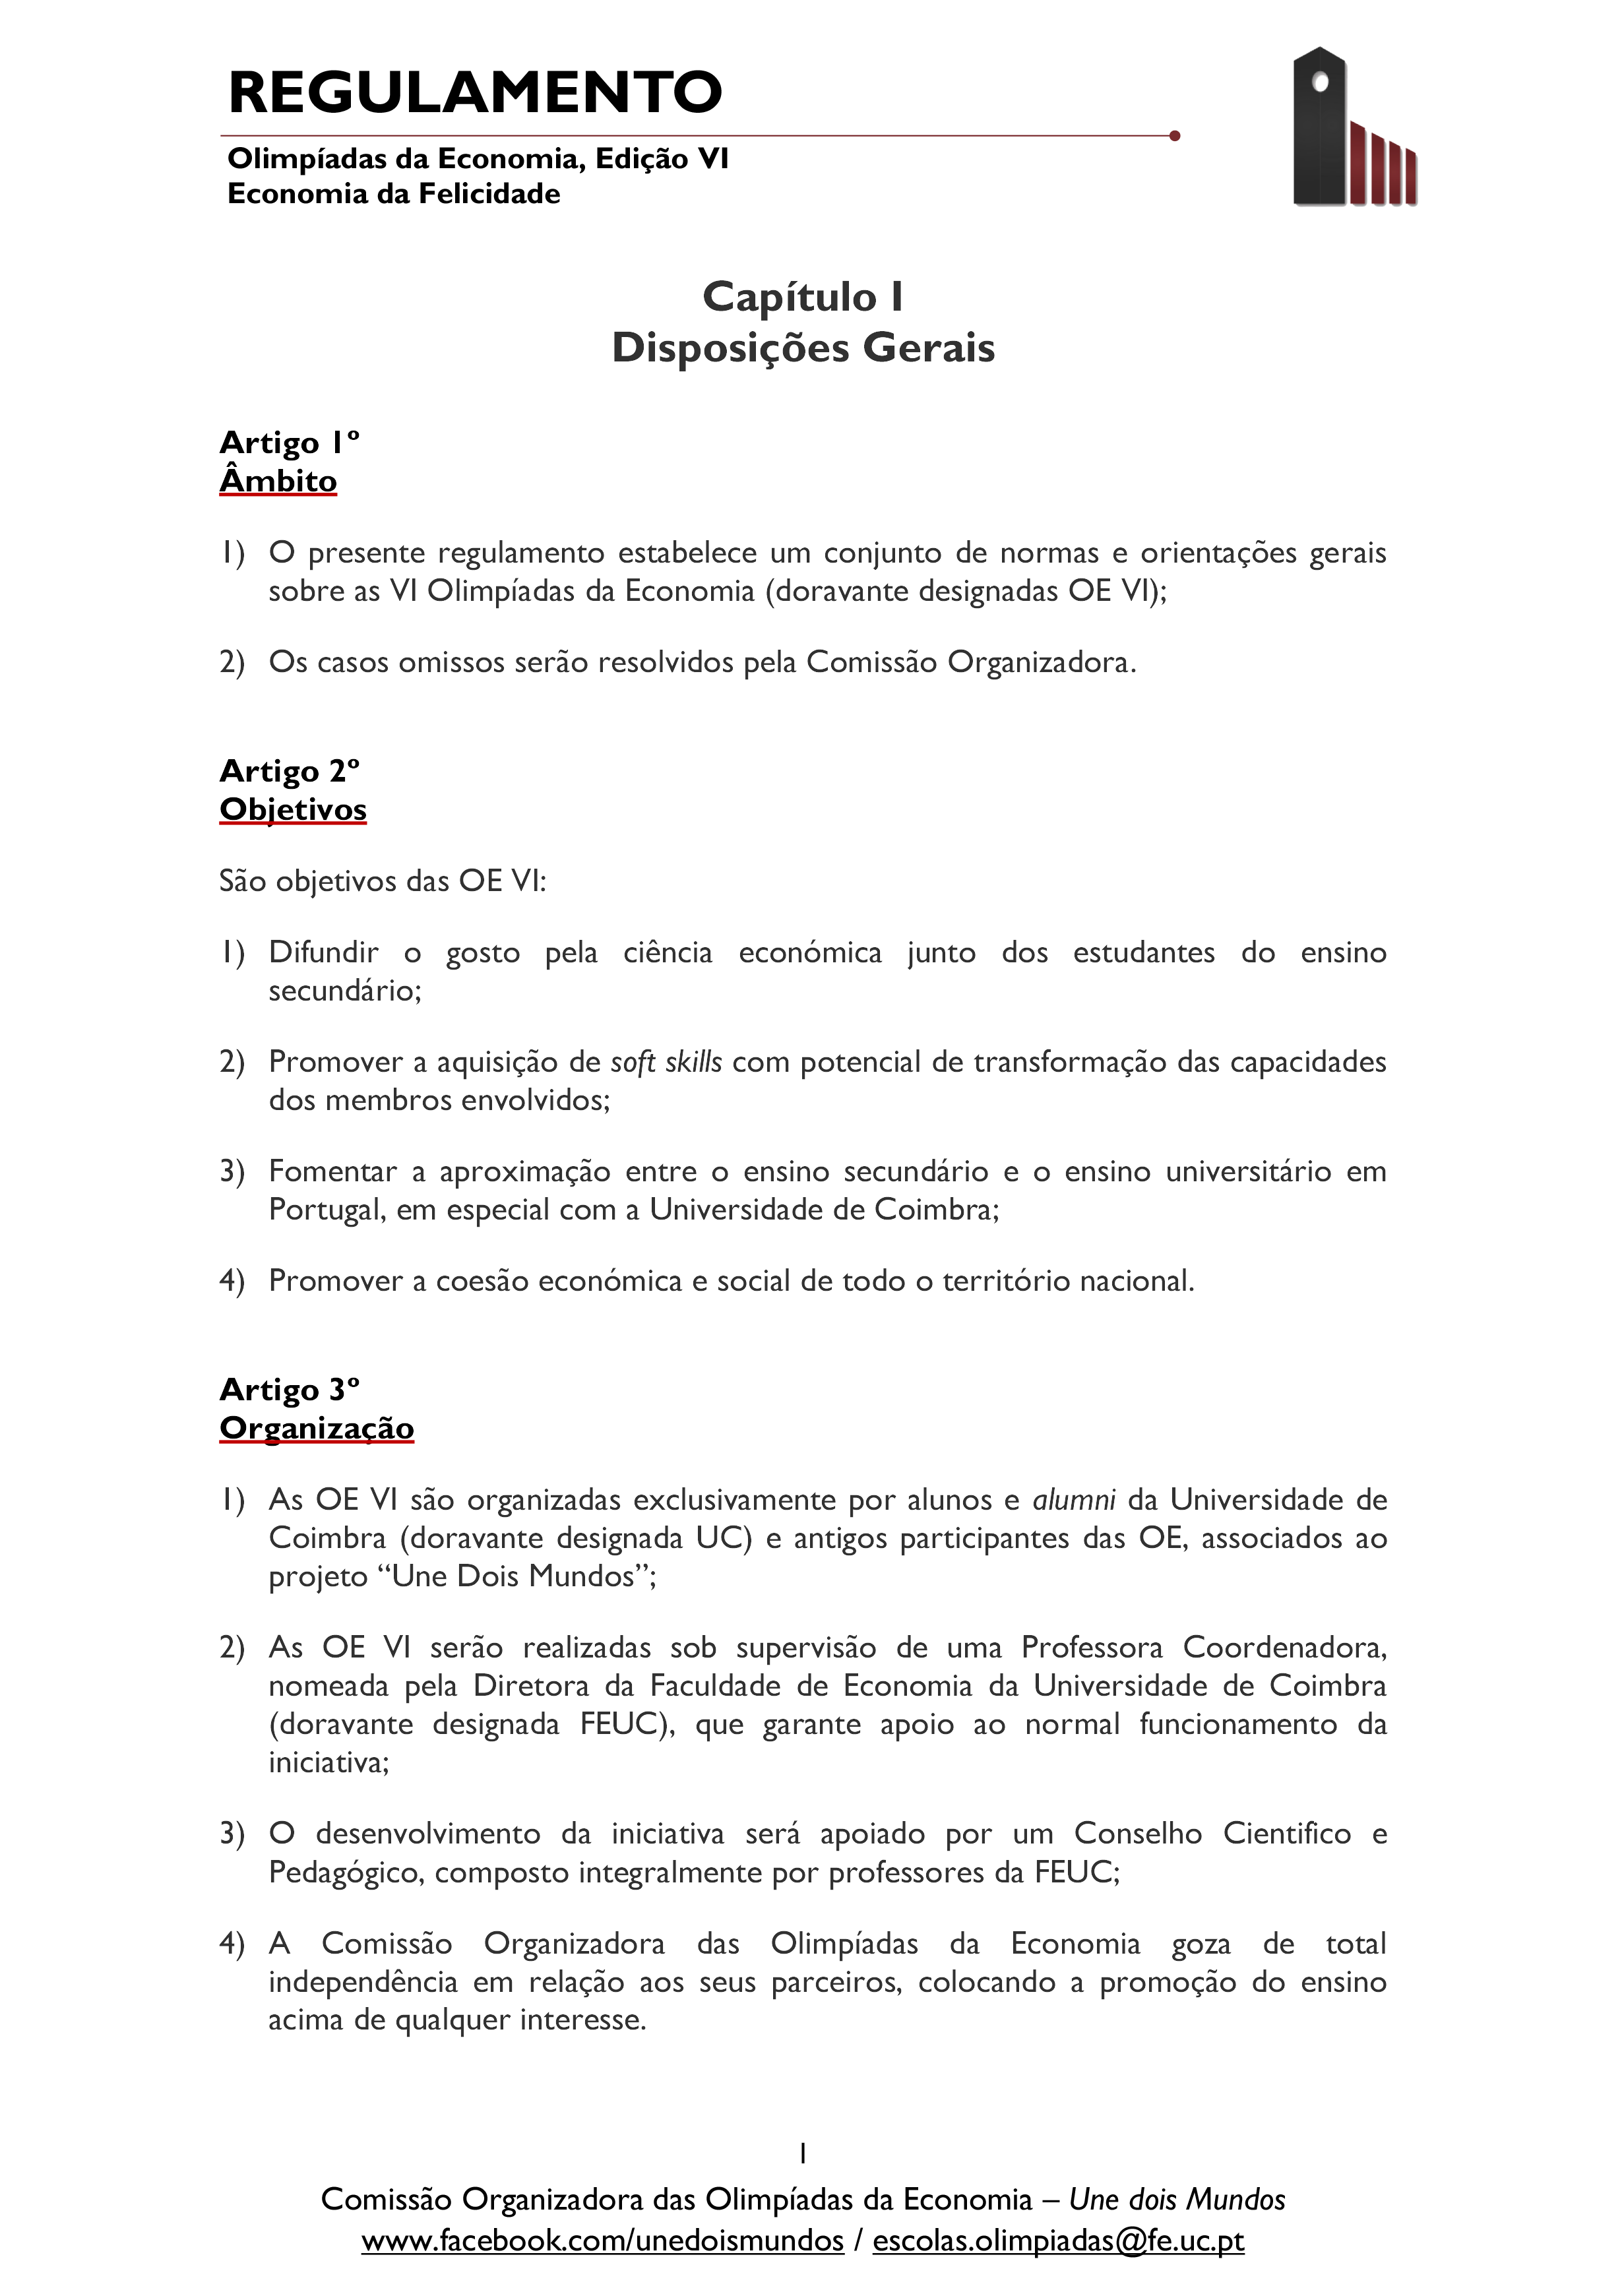 REGULAMENTO
Olimpíadas da Economia, Edição VI
Economia da Felicidade
Capítulo I
Disposições Gerais
Artigo 1º
Âmbito
1) O presente regulamento estabelece um conjunto de normas e orientações gerais
sobre as VI Olimpíadas da Economia (doravante designadas OE VI);
2) Os casos omissos serão resolvidos pela Comissão Organizadora.
Artigo 2º
Objetivos
São objetivos das OE VI:
1) Difundir o gosto pela ciência económica junto dos estudantes do ensino
secundário;
2) Promover a aquisição de soft skills com potencial de transformação das capacidades
dos membros envolvidos;
3) Fomentar a aproximação entre o ensino secundário e o ensino universitário em
Portugal, em especial com a Universidade de Coimbra;
4) Promover a coesão económica e social de todo o território nacional.
Artigo 3º
Organização
1) As OE VI são organizadas exclusivamente por alunos e alumni da Universidade de
Coimbra (doravante designada UC) e antigos participantes das OE, associados ao
projeto “Une Dois Mundos”;
2) As OE VI serão realizadas sob supervisão de uma Professora Coordenadora,
nomeada pela Diretora da Faculdade de Economia da Universidade de Coimbra
(doravante designada FEUC), que garante apoio ao normal funcionamento da
iniciativa;
3) O desenvolvimento da iniciativa será apoiado por um Conselho Cientifico e
Pedagógico, composto integralmente por professores da FEUC;
4) A Comissão Organizadora das Olimpíadas da Economia goza de total
independência em relação aos seus parceiros, colocando a promoção do ensino
acima de qualquer interesse.
1
Comissão Organizadora das Olimpíadas da Economia – Une dois Mundos
www.facebook.com/unedoismundos / escolas.olimpiadas@fe.uc.pt